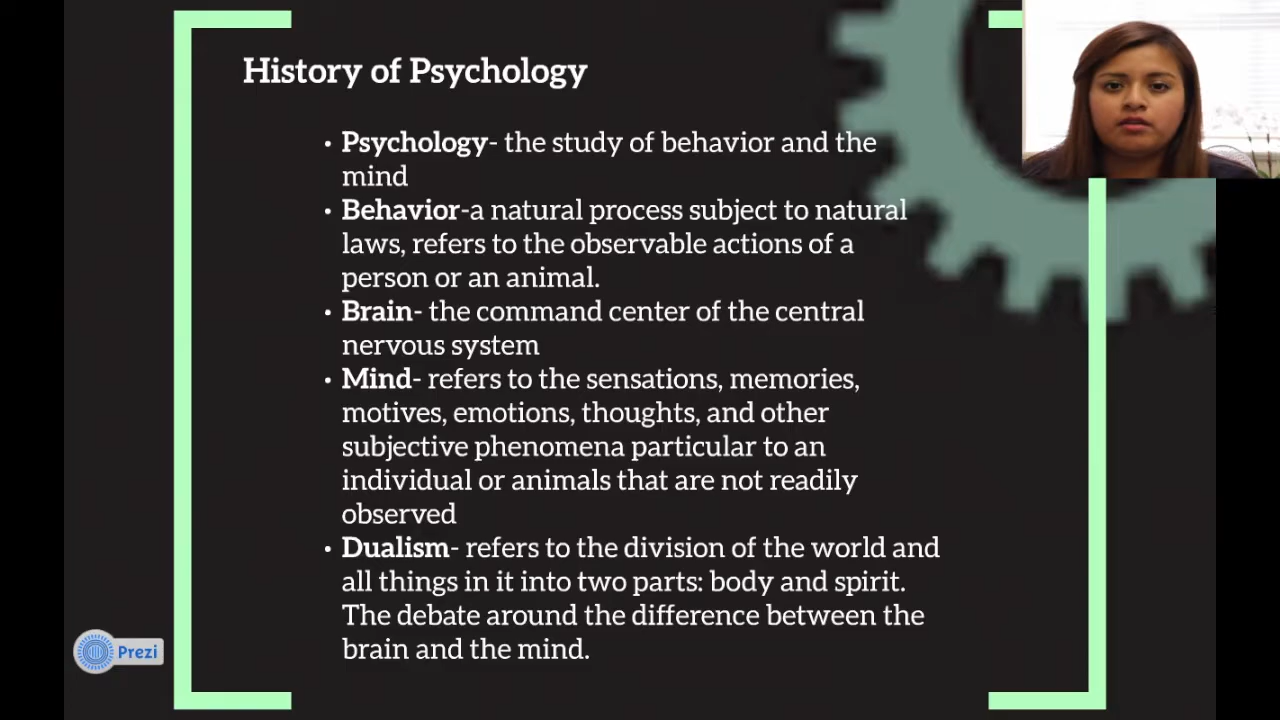 History of Psychology
• Psychology- the study of behavior and the
mind
• Behavior-a natural process subject to natural
laws, refers to the observable actions of a
person or an animal.
• Brain- the command center of the central
nervous system
• Mind- refers to the sensations, memories,
motives, emotions, thoughts, and other
subjective phenomena particular to an
individual or animals that are not readily
observed
• Dualism- refers to the division of the world and
all things in it into two parts: body and spirit.
The debate around the difference between the
brain and the mind.
Prezi